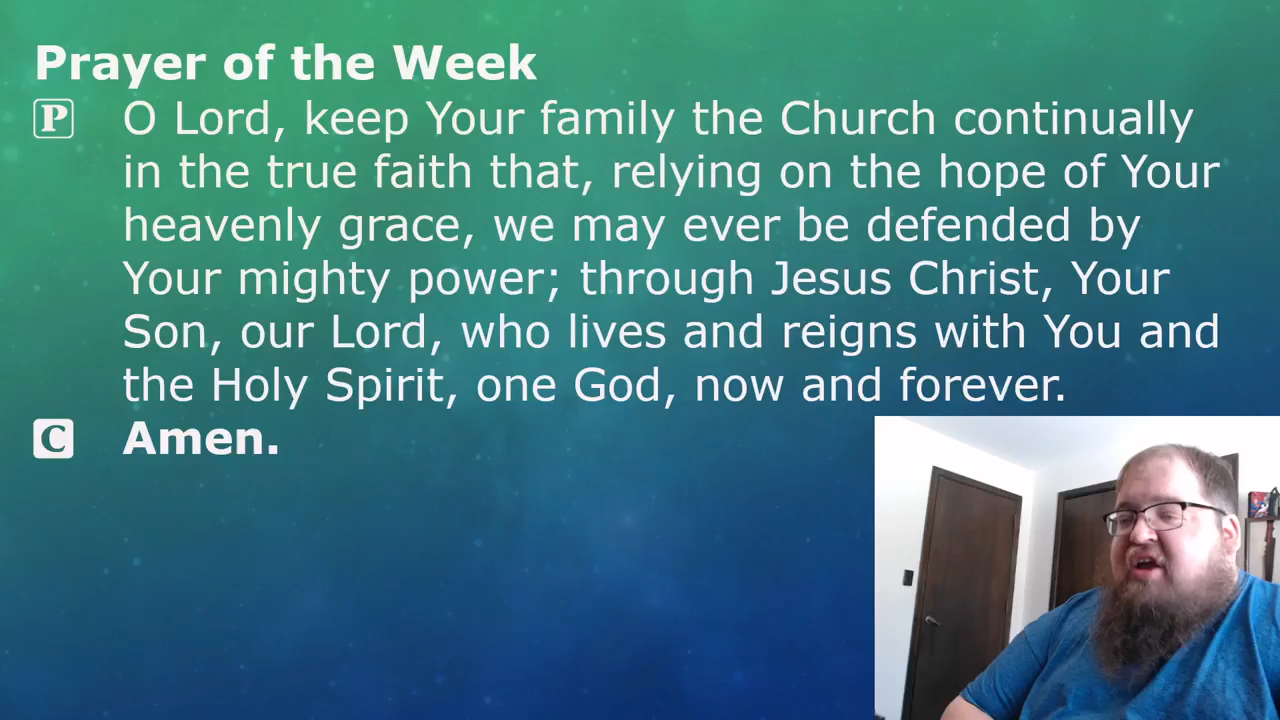 Prayer of the Week
P O Lord, keep Your family the Church continually
in the true faith that, relying on the hope of Your
heavenly grace, we may ever be defended by
Your mighty power; through Jesus Christ, Your
Son, our Lord, who lives and reigns with You and
the Holy Spirit, one God, now and forever.
C Amen.